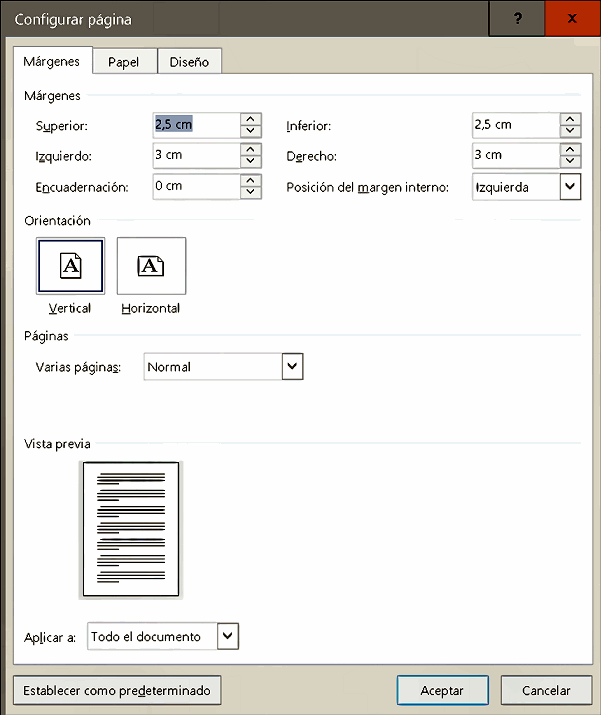 Configurar página ? x
Márgenes Papel Diseño
Márgenes
Superior: 2,5 cm Inferior: 2,5 cm
Izquierdo: 3 cm Derecho: 3 cm
Encuadernación: 0 cm Posición del margen interno: Izquierda
Orientación
A A
Vertical Horizontal
Páginas
Varias páginas: Normal
Vista previa
Aplicar a: Todo el documento
Establecer como predeterminado Aceptar Cancelar